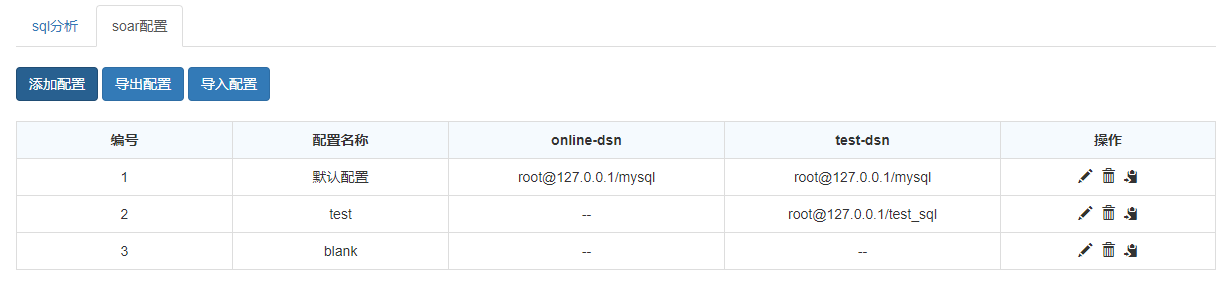 sql分析 soar配置
添加配置 导出配置 导入配置
编号 配置名称 online-dsn test-dsn 操作
1 默认配置 root@127.0.0.1/mysql root@127.0.0.1/mysql
2 test -- root@127.0.0.1/test_sql
3 blank -- --